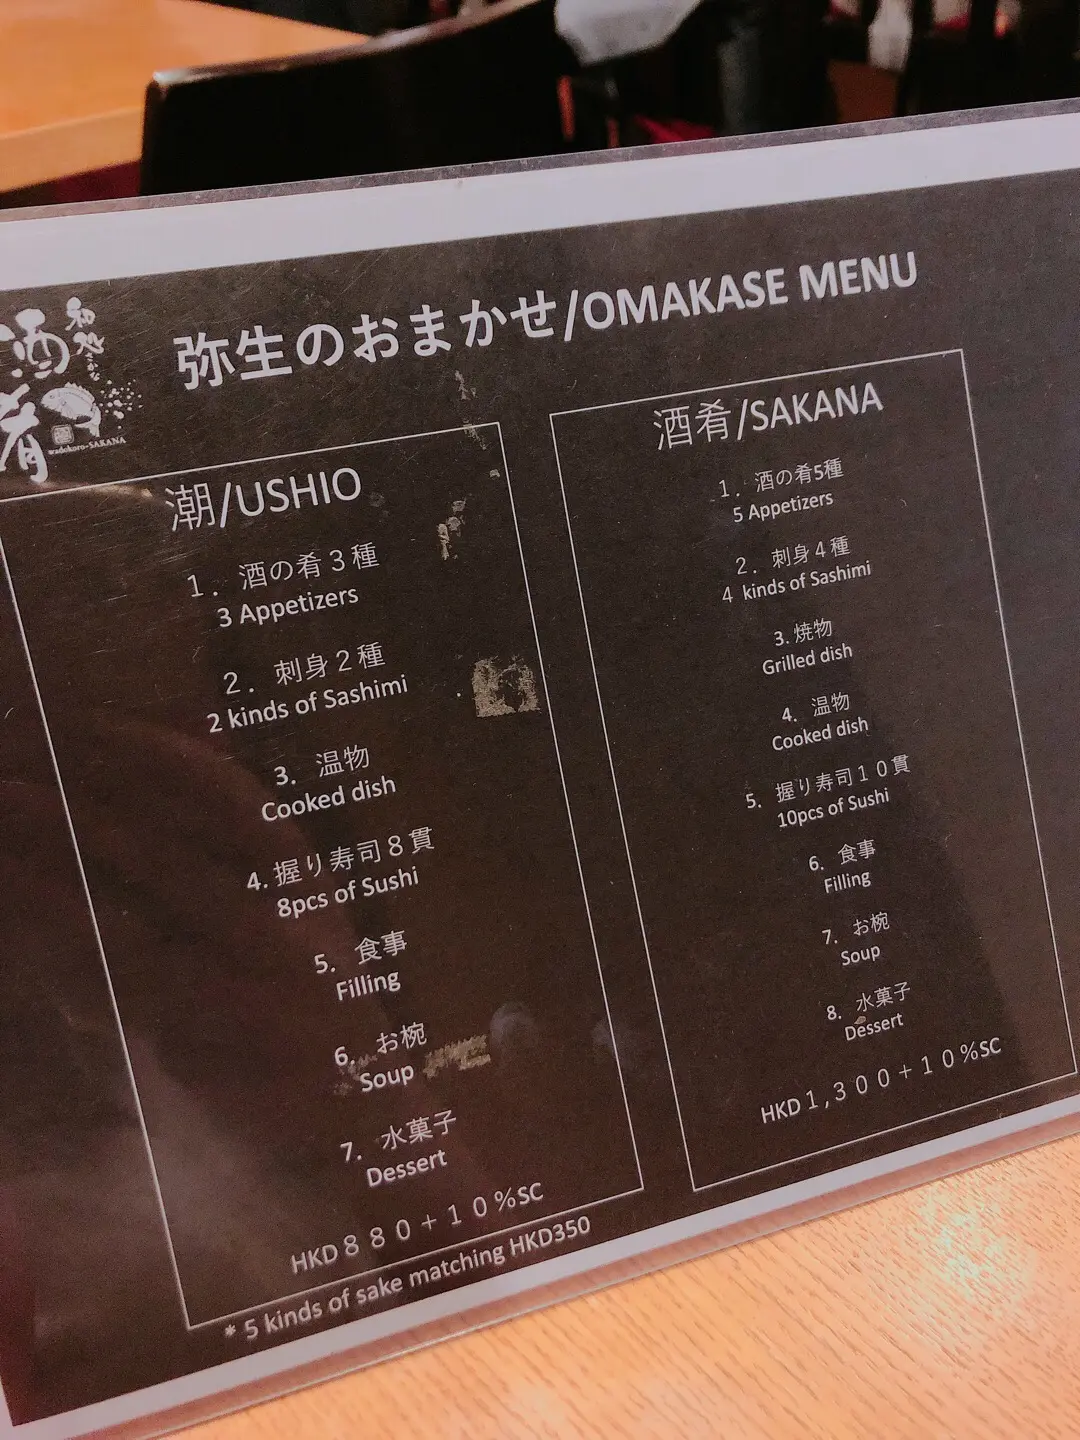 和処さかな
酒肴
wadokoro-SAKANA
弥生のおまかせ/OMAKASE MENU
潮/USHIO
1. 酒の肴３種
3 Appetizers
2. 刺身２種
2 kinds of Sashimi
3. 温物
Cooked dish
4. 握り寿司８貫
8pcs of Sushi
5. 食事
Filling
6. お椀
Soup
7. 水菓子
Dessert
HKD８８０＋１０％SC
* 5 kinds of sake matching HKD350
酒肴/SAKANA
1. 酒の肴5種
5 Appetizers
2. 刺身４種
4 kinds of Sashimi
3. 焼物
Grilled dish
4. 温物
Cooked dish
5. 握り寿司１０貫
10pcs of Sushi
6. 食事
Filling
7. お椀
Soup
8. 水菓子
Dessert
HKD１,３００＋１０％SC